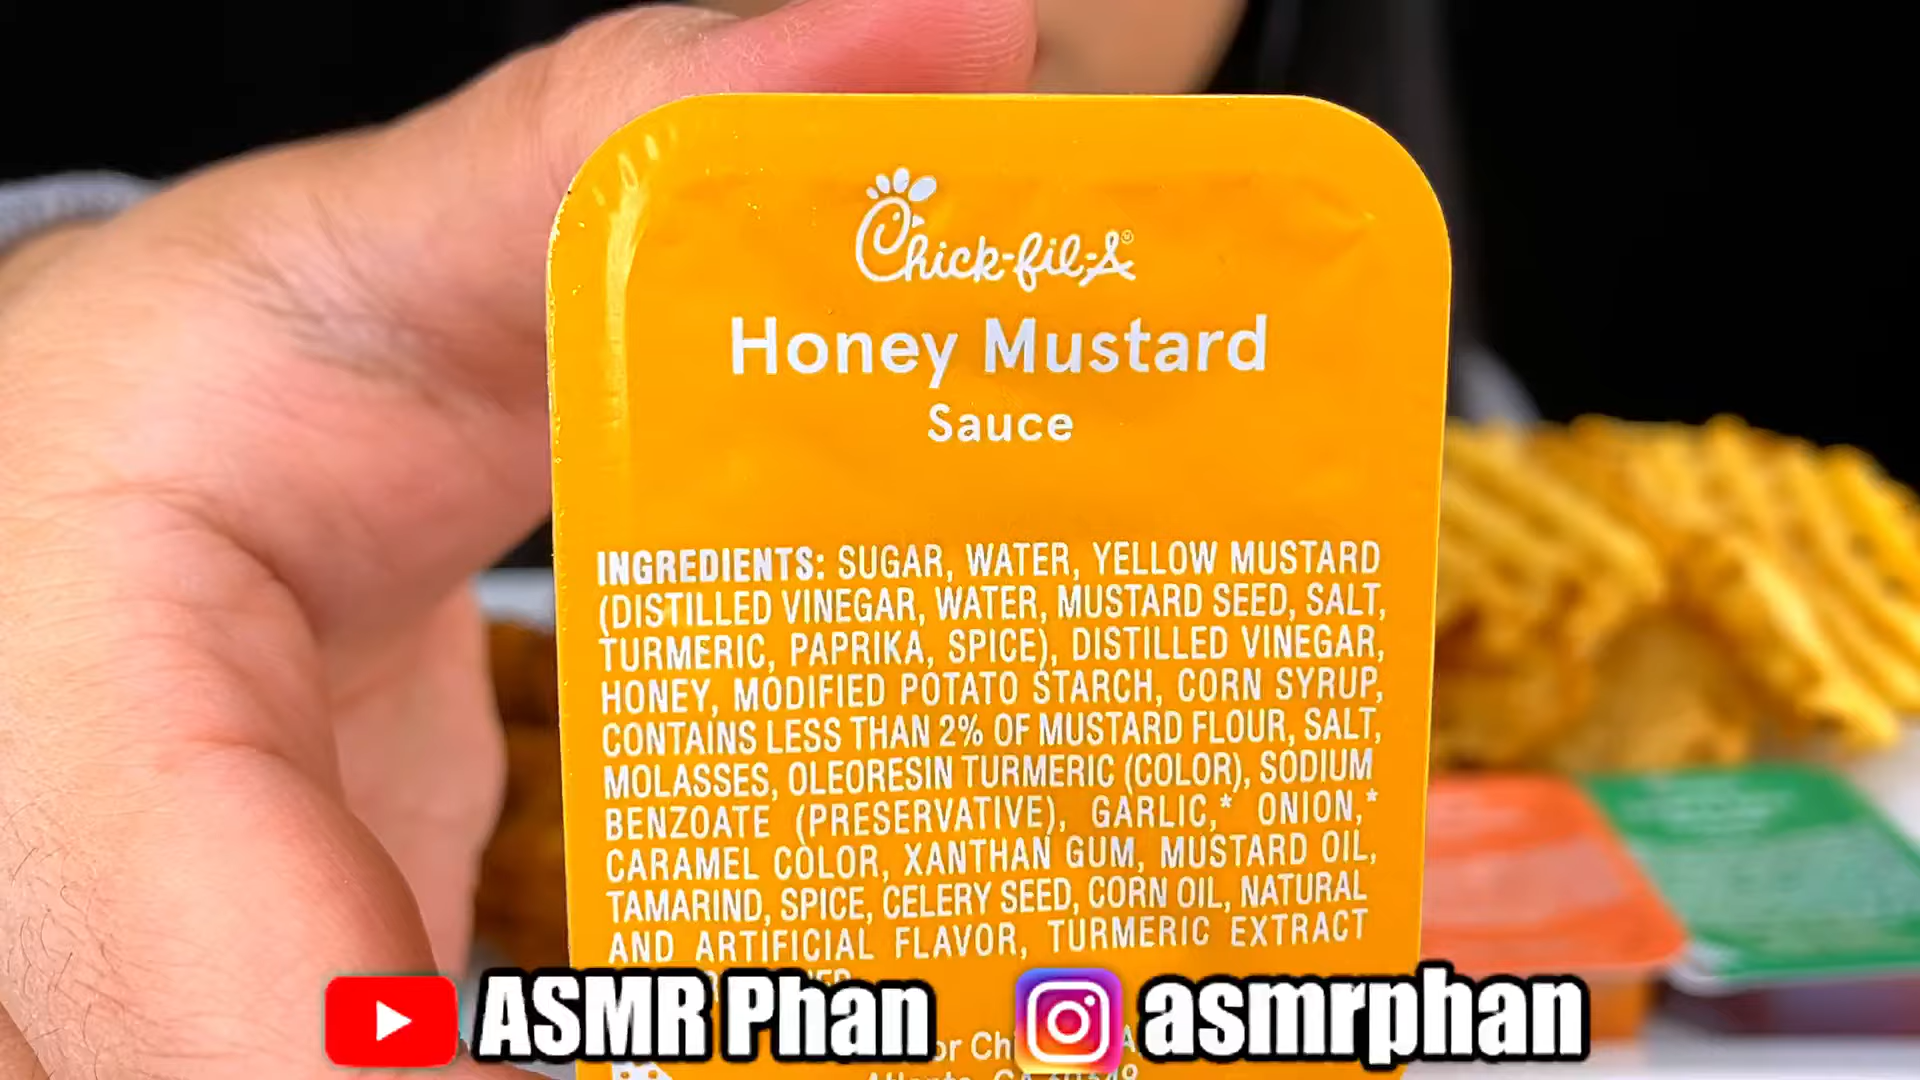 Chick-fil-A®
Honey Mustard
Sauce
INGREDIENTS: SUGAR, WATER, YELLOW MUSTARD
(DISTILLED VINEGAR, WATER, MUSTARD SEED, SALT,
TURMERIC, PAPRIKA, SPICE), DISTILLED VINEGAR,
HONEY, MODIFIED POTATO STARCH, CORN SYRUP,
CONTAINS LESS THAN 2% OF MUSTARD FLOUR, SALT,
MOLASSES, OLEORESIN TURMERIC (COLOR), SODIUM
BENZOATE (PRESERVATIVE), GARLIC,* ONION,*
CARAMEL COLOR, XANTHAN GUM, MUSTARD OIL,
TAMARIND, SPICE, CELERY SEED, CORN OIL, NATURAL
AND ARTIFICIAL FLAVOR, TURMERIC EXTRACT
ASMR Phan
asmrphan